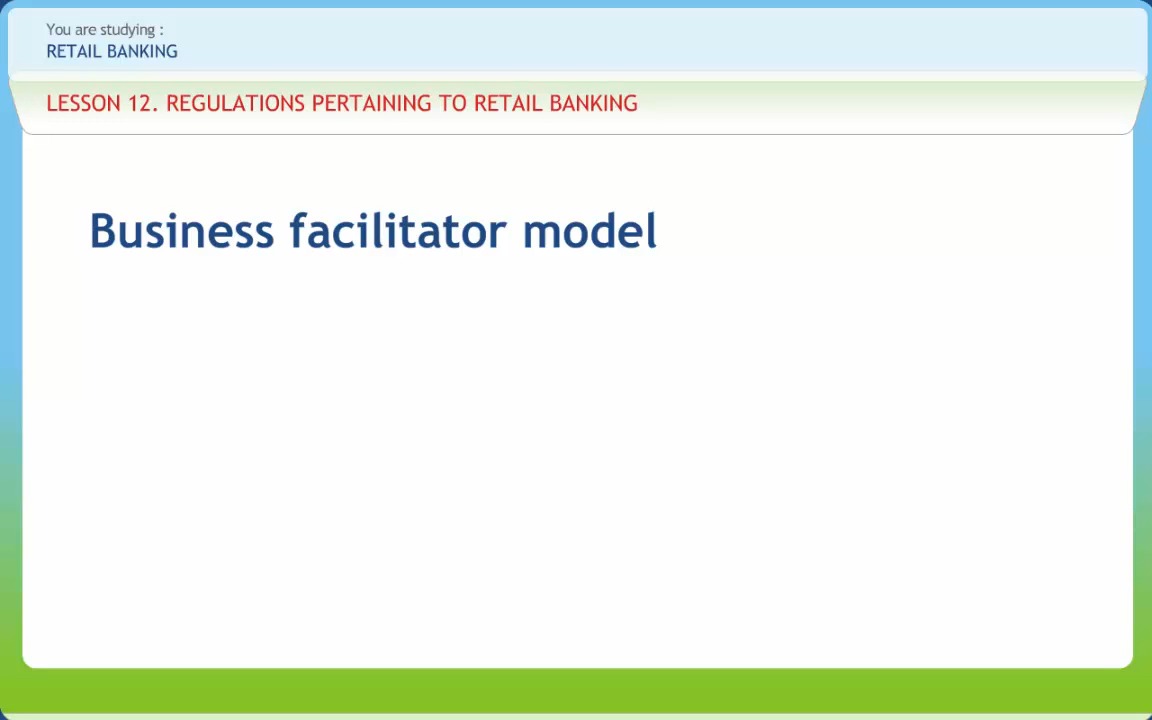 You are studying :
RETAIL BANKING
LESSON 12. REGULATIONS PERTAINING TO RETAIL BANKING
Business facilitator model